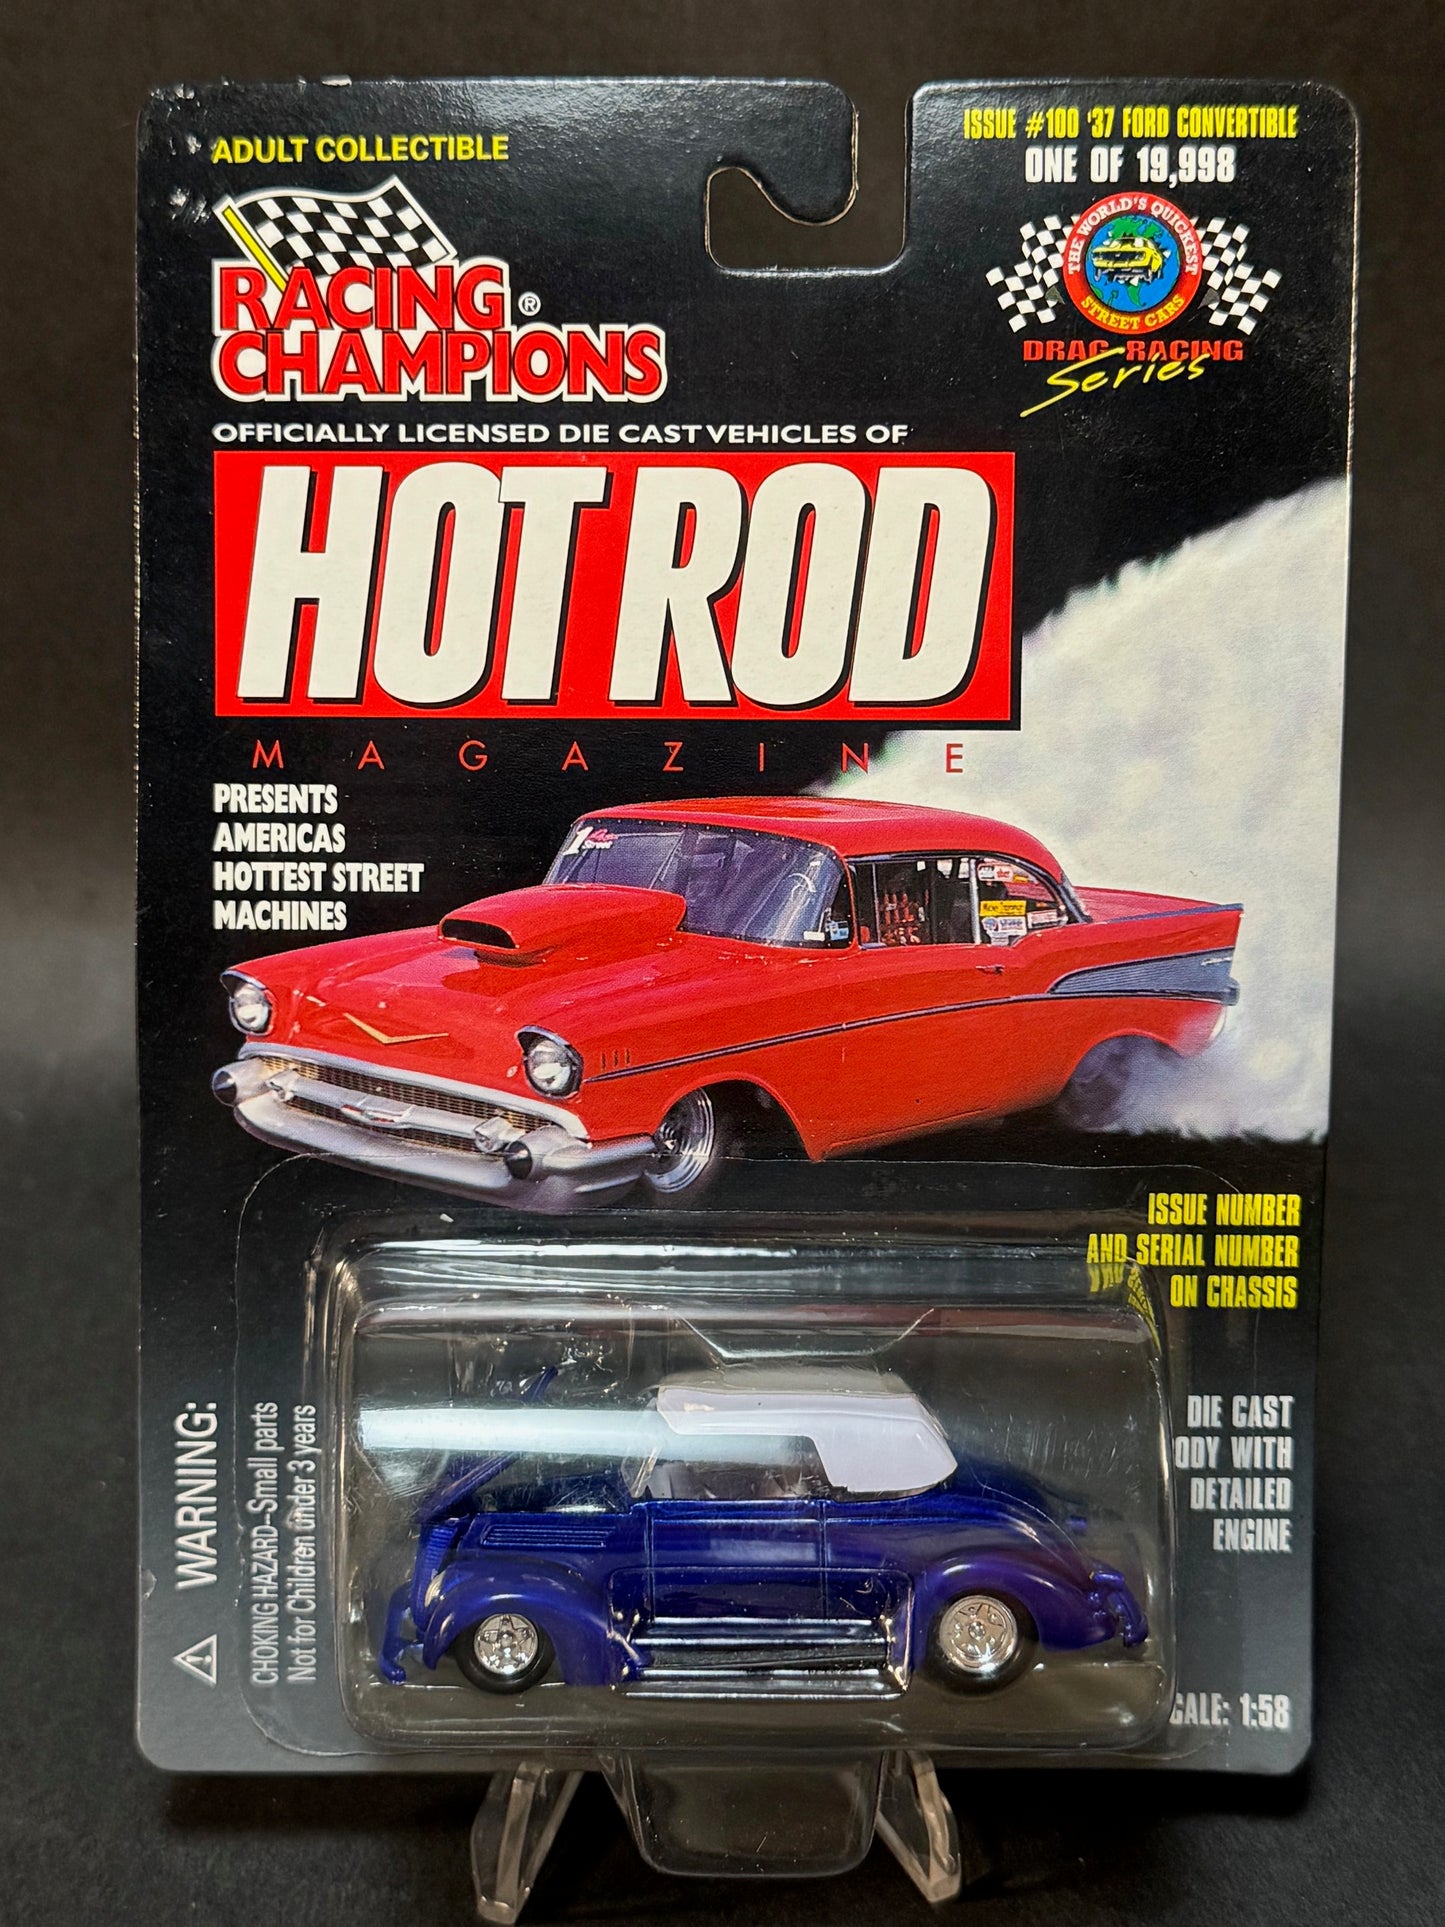 ADULT COLLECTIBLE
ISSUE #100 '37 FORD CONVERTIBLE
ONE OF 19,998
THE WORLD'S QUICKEST
STREET CARS
DRAG RACING
Series
RACING ®
CHAMPIONS
OFFICIALLY LICENSED DIE CAST VEHICLES OF
HOT ROD
MAGAZINE
PRESENTS
AMERICAS
HOTTEST STREET
MACHINES
ISSUE NUMBER
AND SERIAL NUMBER
ON CHASSIS
DIE CAST
ODY WITH
DETAILED
ENGINE
CALE: 1:58
WARNING:
CHOKING HAZARD–Small parts
Not for Children under 3 years